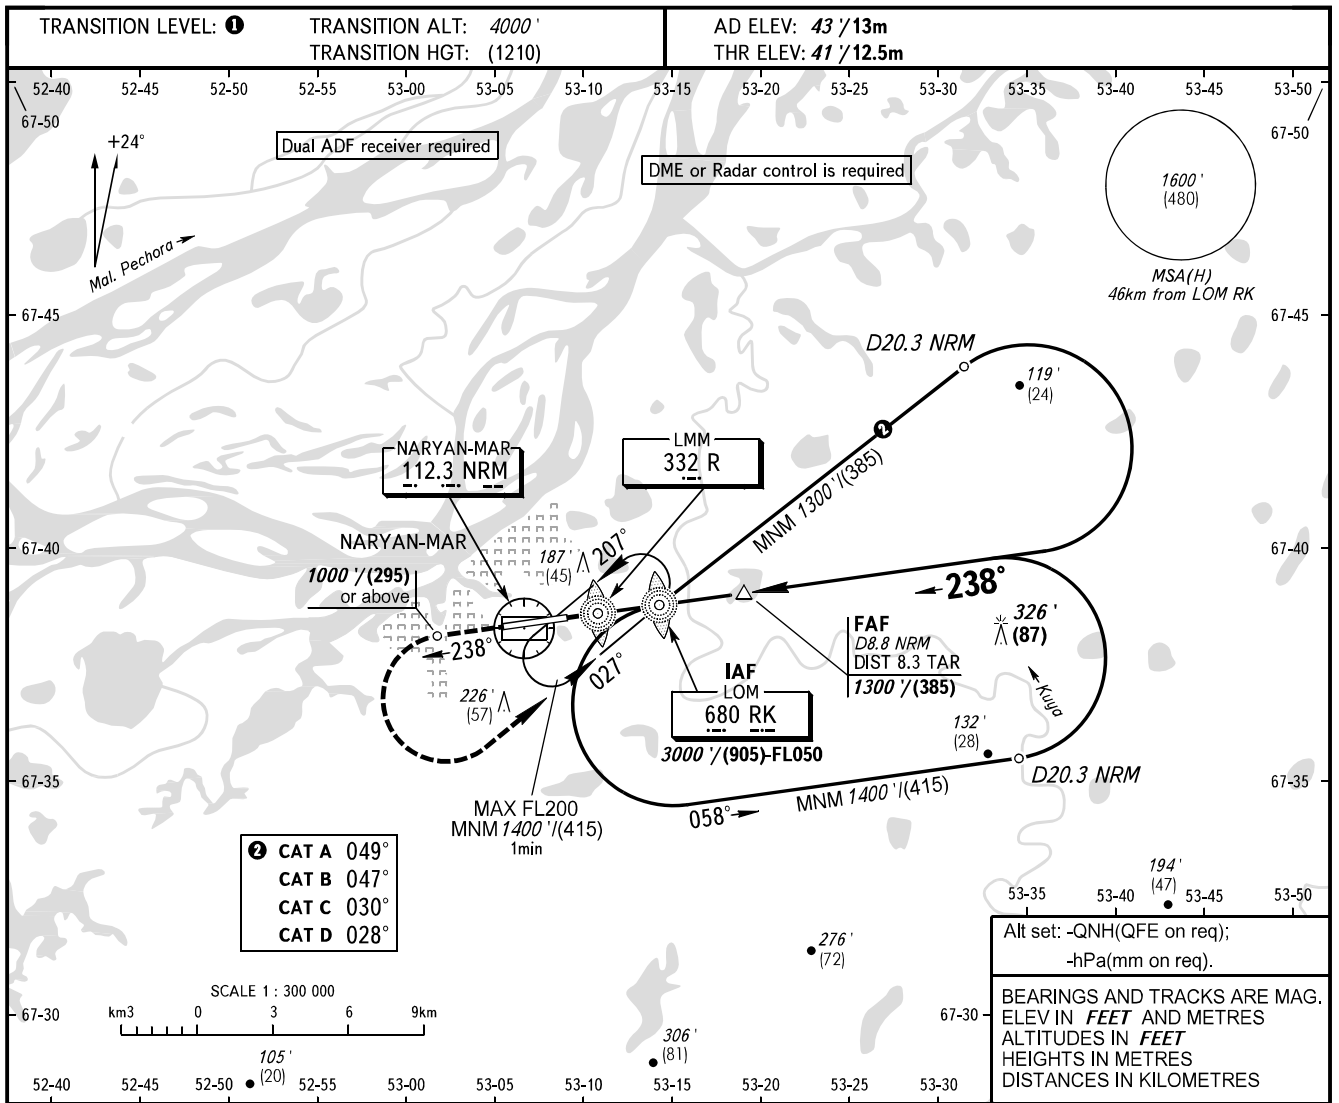 TRANSITION LEVEL: ❶ TRANSITION ALT: 4000'
TRANSITION HGT: (1210)
AD ELEV: 43'/13m
THR ELEV: 41'/12.5m
52-40 52-45 52-50 52-55 53-00 53-05 53-10 53-15 53-20 53-25 53-30 53-35 53-40 53-45 53-50
67-50 67-50
+24°
Dual ADF receiver required
DME or Radar control is required
1600'
(480)
MSA(H)
46km from LOM RK
Mal. Pechora
67-45 67-45
D20.3 NRM
119'
(24)
❷
MNM 1300'/(385)
NARYAN-MAR
112.3 NRM
LMM
332 R
NARYAN-MAR
67-40 67-40
187'
(45)
207°
1000'/(295)
or above
238°
238°
FAF
D8.8 NRM
DIST 8.3 TAR
1300'/(385)
326'
(87)
Kuya
027°
226'
(57)
IAF
LOM
680 RK
3000'/(905)-FL050
132'
(28)
D20.3 NRM
67-35 67-35
MNM 1400'/(415)
058°
MAX FL200
MNM 1400'/(415)
1min
❷ CAT A 049°
CAT B 047°
CAT C 030°
CAT D 028°
194'
(47)
53-35 53-40 53-45 53-50
276'
(72)
Alt set: -QNH(QFE on req);
-hPa(mm on req).
SCALE 1 : 300 000
km3 0 3 6 9km
67-30 67-30
306'
(81)
105'
(20)
BEARINGS AND TRACKS ARE MAG.
ELEV IN FEET AND METRES
ALTITUDES IN FEET
HEIGHTS IN METRES
DISTANCES IN KILOMETRES
52-40 52-45 52-50 52-55 53-00 53-05 53-10 53-15 53-20 53-25 53-30